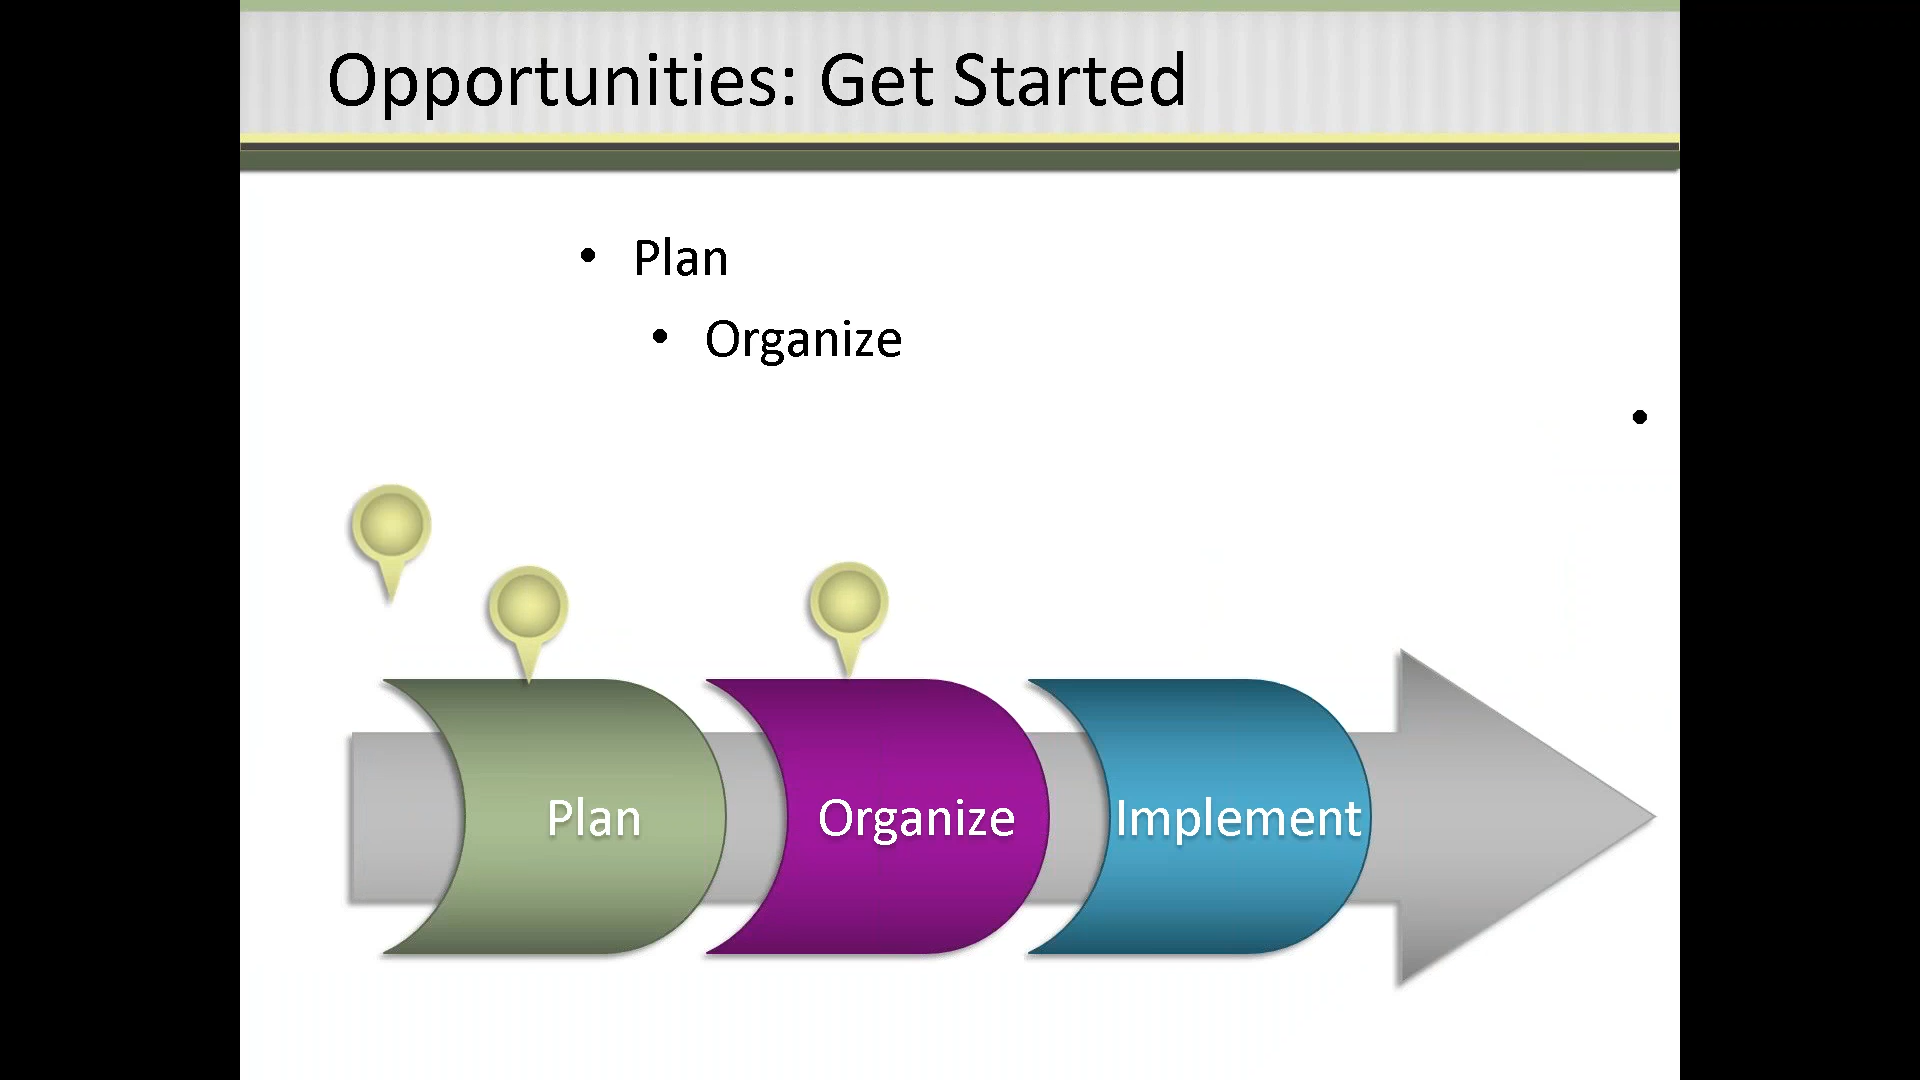 Opportunities: Get Started
• Plan
• Organize
•
Plan
Organize
Implement